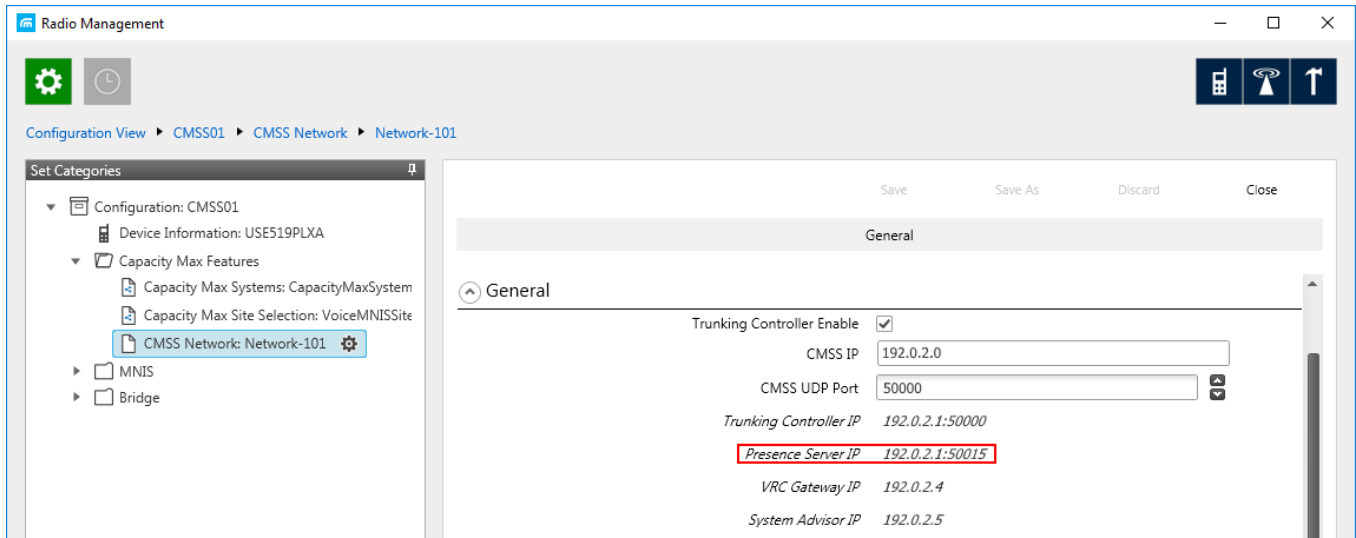 Radio Management
Configuration View ▶ CMSS01 ▶ CMSS Network ▶ Network-101
Set Categories
Configuration: CMSS01
Device Information: USE519PLXA
Capacity Max Features
Capacity Max Systems: CapacityMaxSystem
Capacity Max Site Selection: VoiceMNISSite
CMSS Network: Network-101
MNIS
Bridge
Save Save As Discard Close
General
General
Trunking Controller Enable
CMSS IP 192.0.2.0
CMSS UDP Port 50000
Trunking Controller IP 192.0.2.1:50000
Presence Server IP 192.0.2.1:50015
VRC Gateway IP 192.0.2.4
System Advisor IP 192.0.2.5